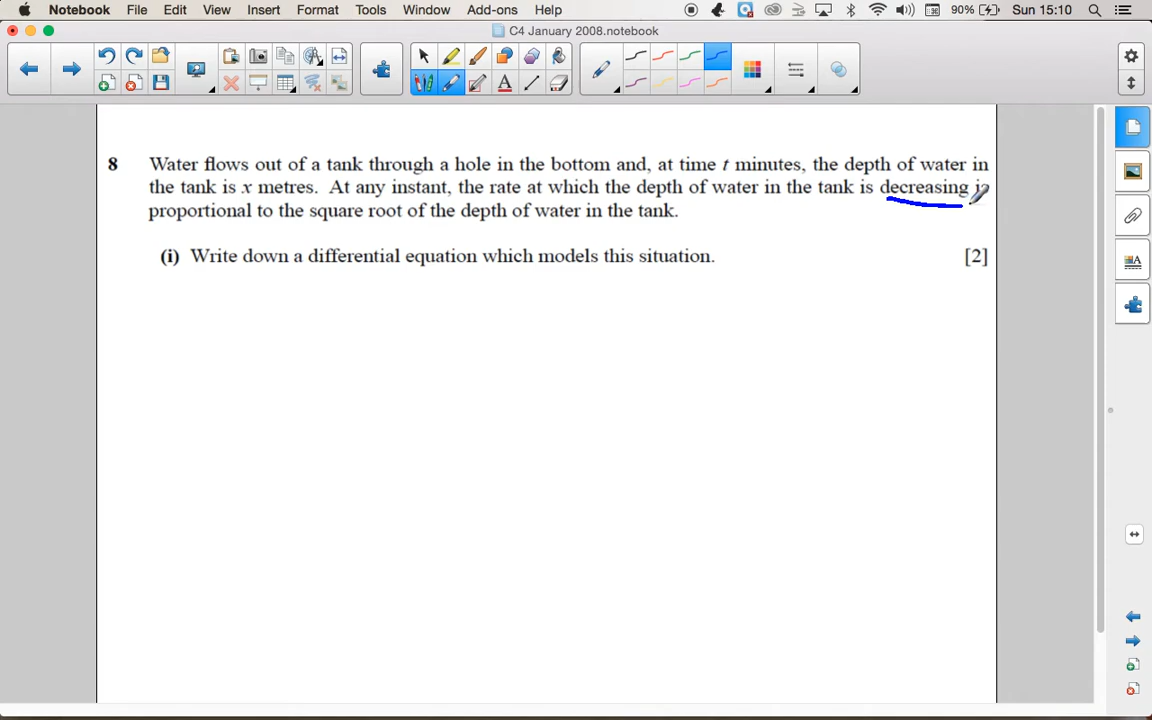 Notebook File Edit View Insert Format Tools Window Add-ons Help 90% Sun 15:10
C4 January 2008.notebook
8 Water flows out of a tank through a hole in the bottom and, at time t minutes, the depth of water in
the tank is x metres. At any instant, the rate at which the depth of water in the tank is decreasing is
proportional to the square root of the depth of water in the tank.
(i) Write down a differential equation which models this situation. [2]